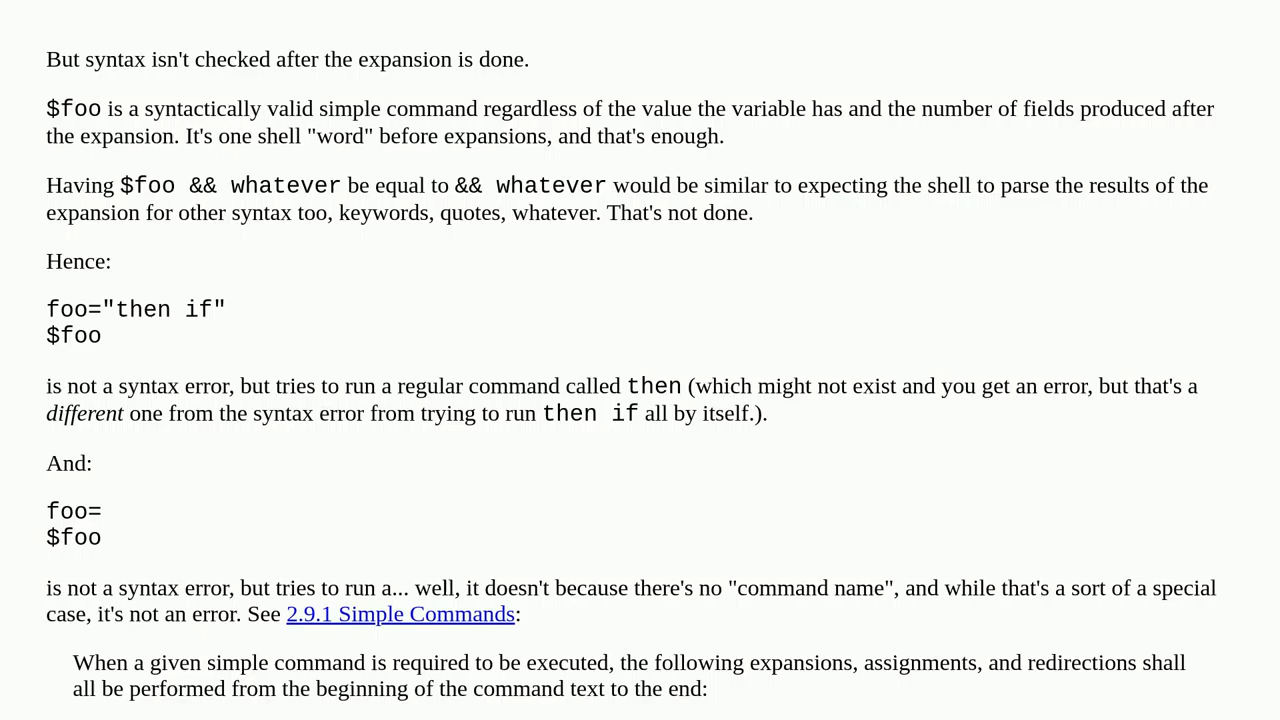 But syntax isn't checked after the expansion is done.
$foo is a syntactically valid simple command regardless of the value the variable has and the number of fields produced after
the expansion. It's one shell "word" before expansions, and that's enough.
Having $foo && whatever be equal to && whatever would be similar to expecting the shell to parse the results of the
expansion for other syntax too, keywords, quotes, whatever. That's not done.
Hence:
foo="then if"
$foo
is not a syntax error, but tries to run a regular command called then (which might not exist and you get an error, but that's a
different one from the syntax error from trying to run then if all by itself.).
And:
foo=
$foo
is not a syntax error, but tries to run a... well, it doesn't because there's no "command name", and while that's a sort of a special
case, it's not an error. See 2.9.1 Simple Commands:
When a given simple command is required to be executed, the following expansions, assignments, and redirections shall
all be performed from the beginning of the command text to the end: